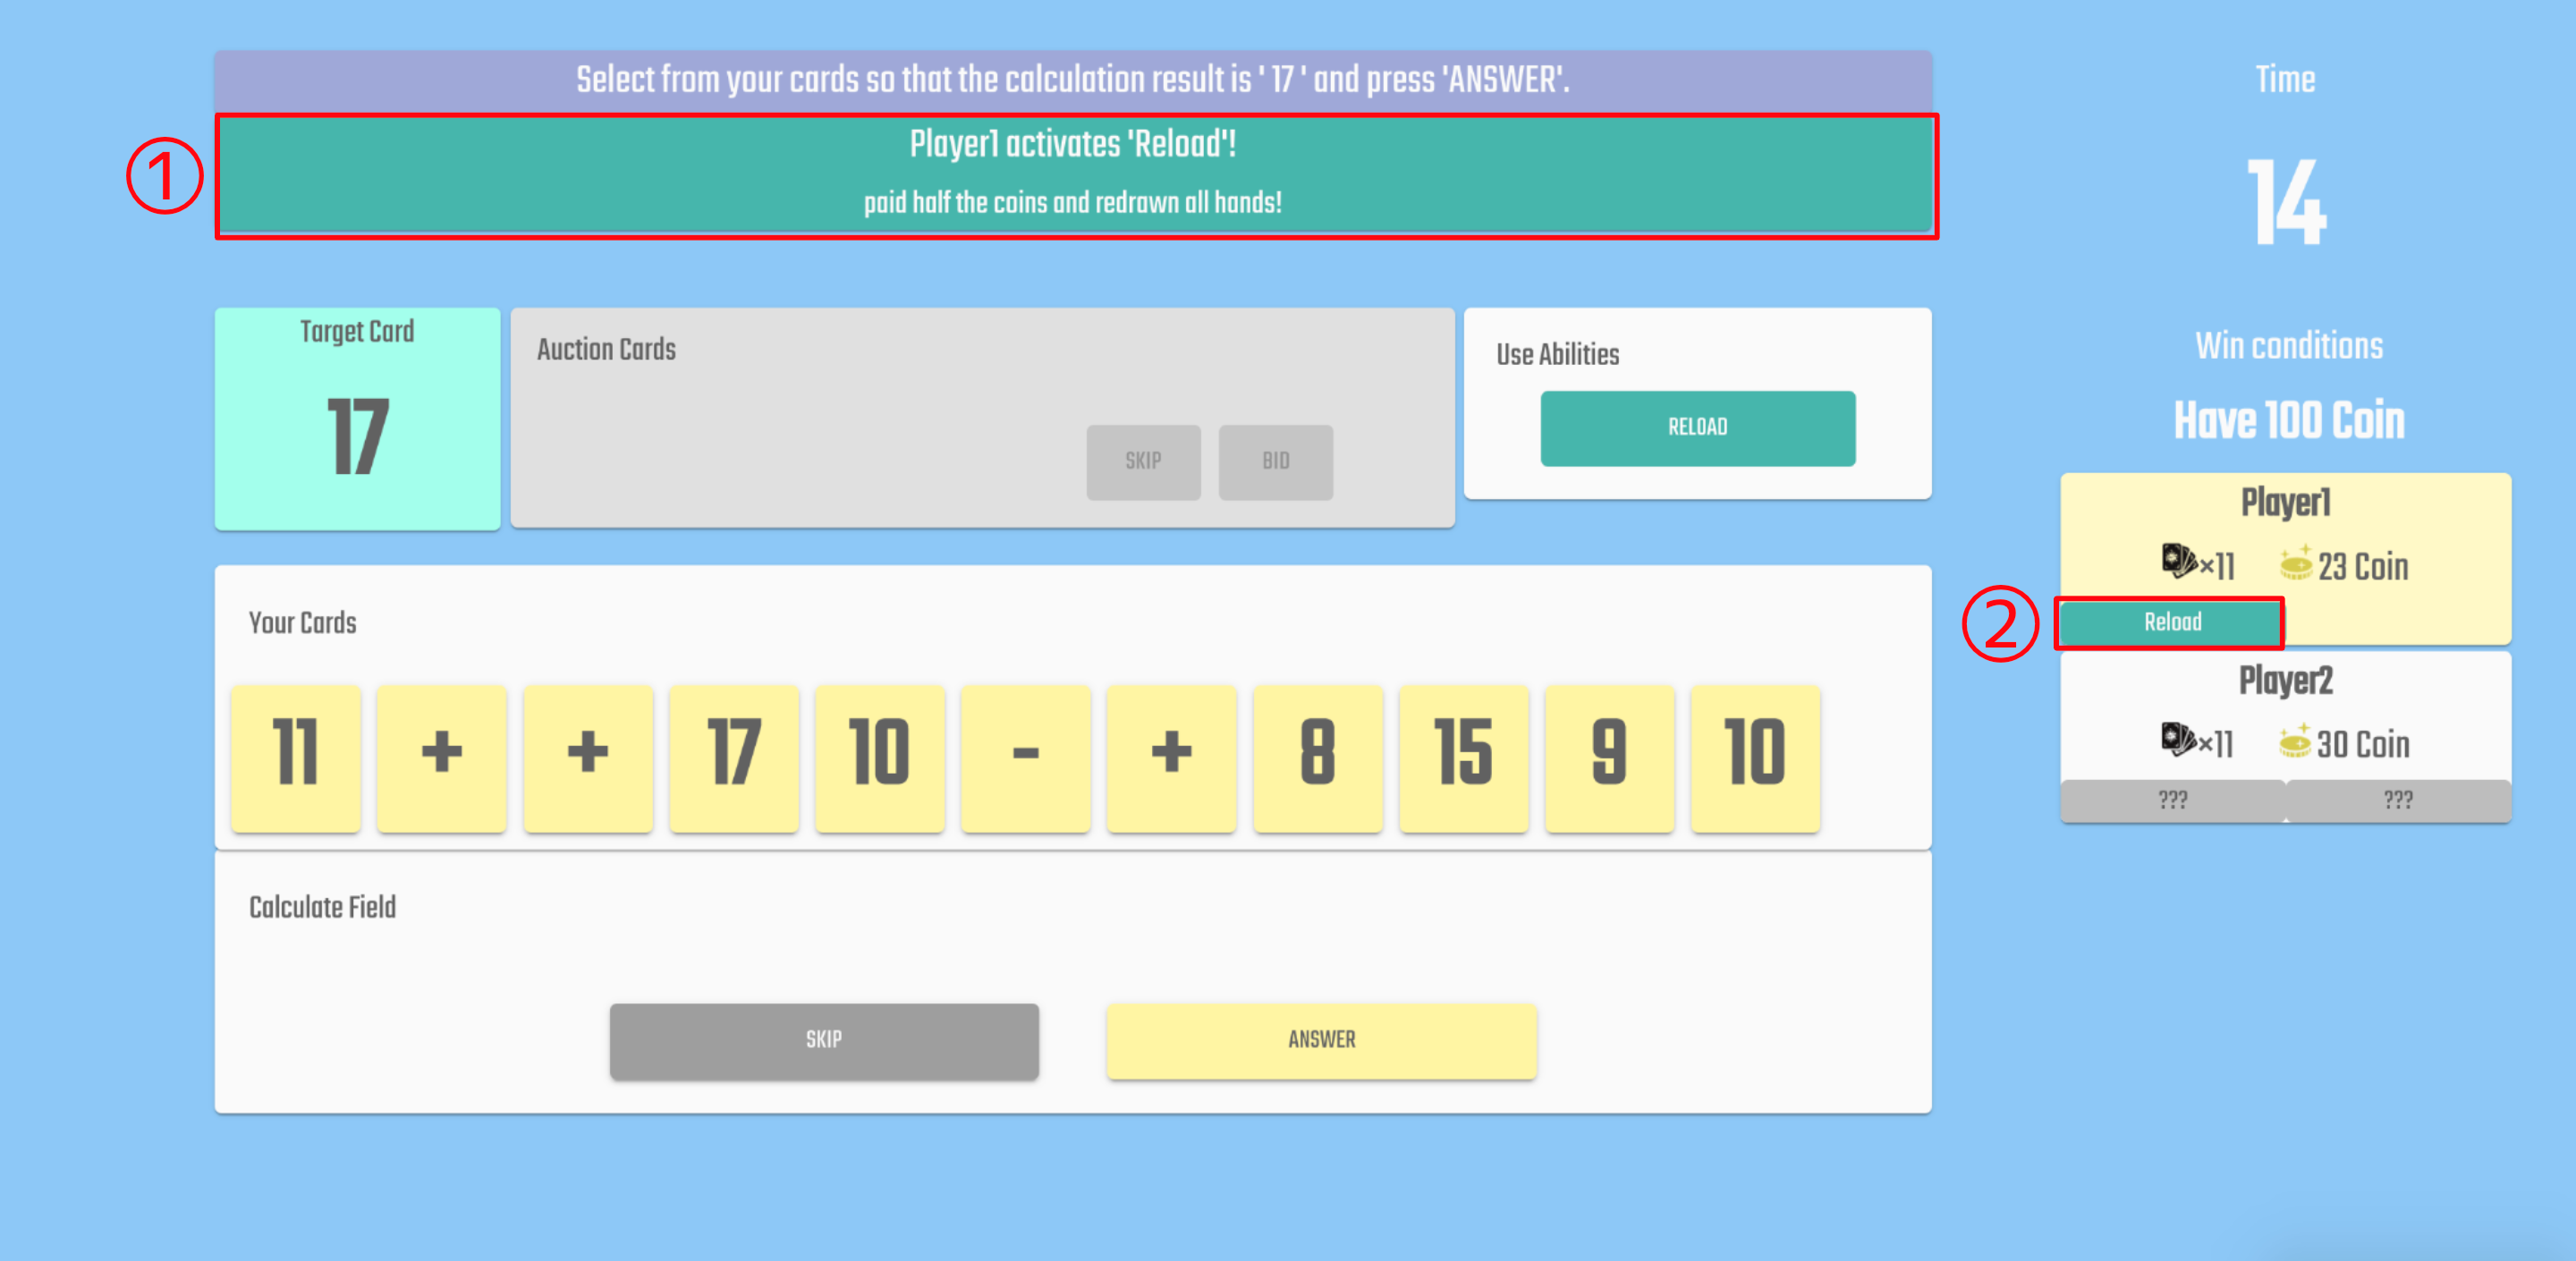 Select from your cards so that the calculation result is ' 17 ' and press 'ANSWER'.
①
Player1 activates 'Reload'!
paid half the coins and redrawn all hands!
Time
14
Target Card
17
Auction Cards
SKIP
BID
Use Abilities
RELOAD
Win conditions
Have 100 Coin
Player1
×11
23 Coin
②
Reload
Player2
×11
30 Coin
???
???
Your Cards
11 + + 17 10 - + 8 15 9 10
Calculate Field
SKIP
ANSWER